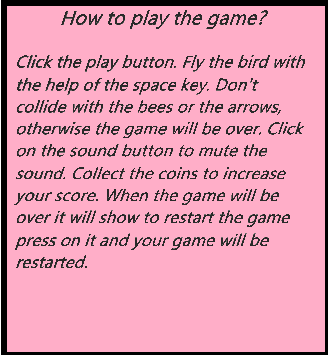 How to play the game?
Click the play button. Fly the bird with
the help of the space key. Don't
collide with the bees or the arrows,
otherwise the game will be over. Click
on the sound button to mute the
sound. Collect the coins to increase
your score. When the game will be
over it will show to restart the game
press on it and your game will be
restarted.